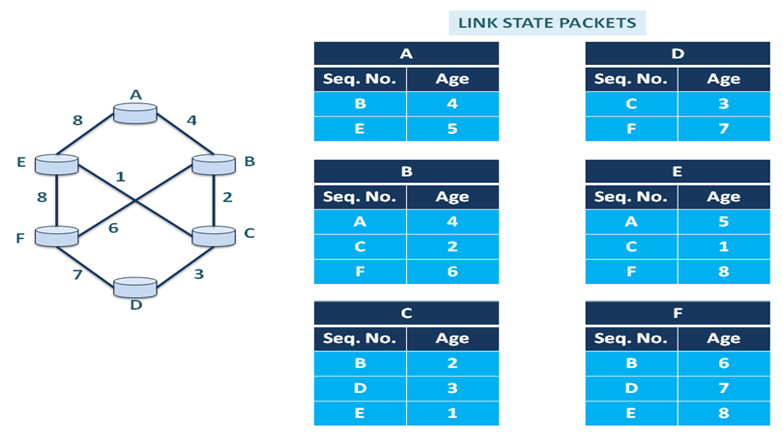 LINK STATE PACKETS
A
8
4
E
B
1
8
2
6
F
C
7
3
D
A
Seq. No. Age
B 4
E 5
D
Seq. No. Age
C 3
F 7
B
Seq. No. Age
A 4
C 2
F 6
E
Seq. No. Age
A 5
C 1
F 8
C
Seq. No. Age
B 2
D 3
E 1
F
Seq. No. Age
B 6
D 7
E 8